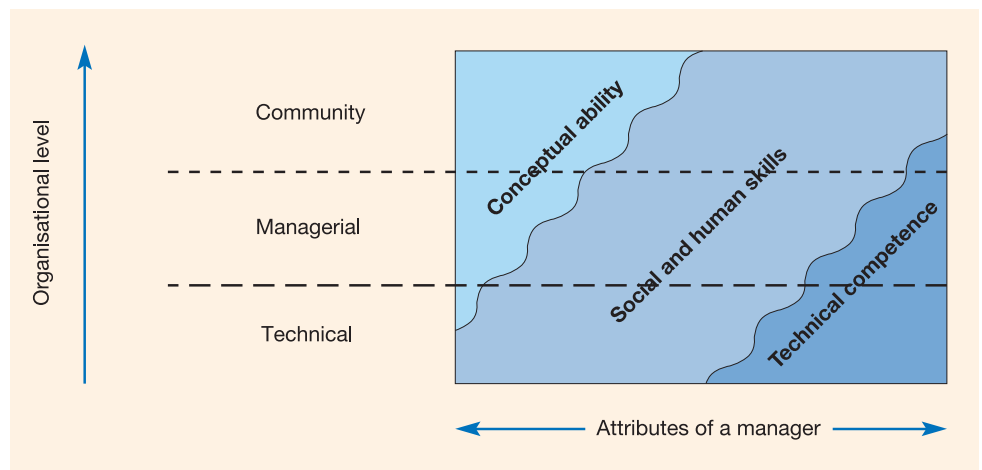 Organisational level
Community
Managerial
Technical
Conceptual ability
Social and human skills
Technical competence
Attributes of a manager